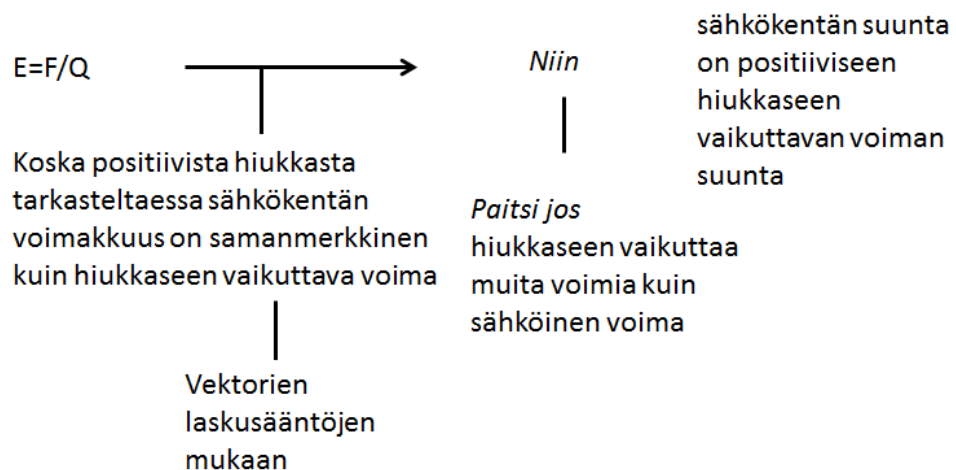 E=F/Q
Niin
sähkökentän suunta
on positiiviseen
hiukkaseen
vaikuttavan voiman
suunta
Koska positiivista hiukkasta
tarkasteltaessa sähkökentän
voimakkuus on samanmerkkinen
kuin hiukkaseen vaikuttava voima
Paitsi jos
hiukkaseen vaikuttaa
muita voimia kuin
sähköinen voima
Vektorien
laskusääntöjen
mukaan